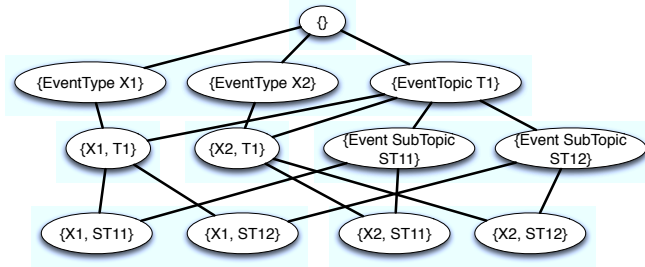 {}
{EventType X1}
{EventType X2}
{EventTopic T1}
{X1, T1}
{X2, T1}
{Event SubTopic
ST11}
{Event SubTopic
ST12}
{X1, ST11}
{X1, ST12}
{X2, ST11}
{X2, ST12}